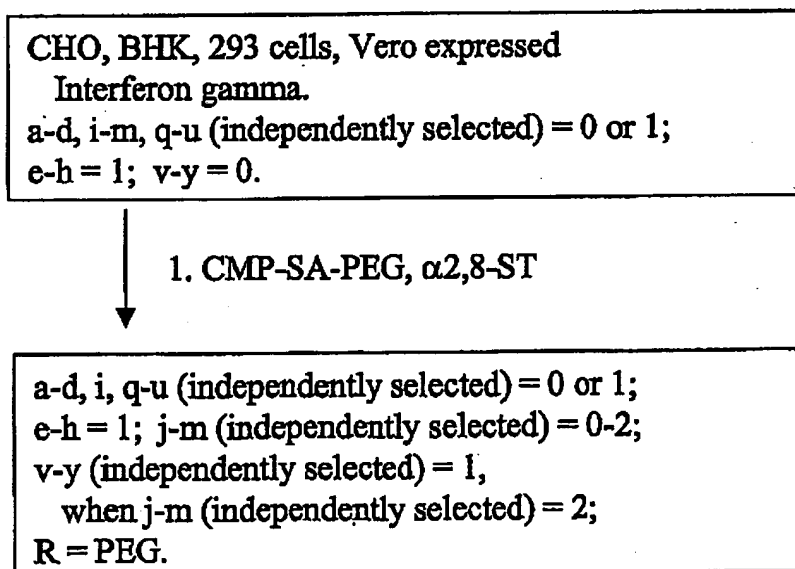 CHO, BHK, 293 cells, Vero expressed
Interferon gamma.
a-d, i-m, q-u (independently selected) = 0 or 1;
e-h = 1; v-y = 0.
1. CMP-SA-PEG, α2,8-ST
a-d, i, q-u (independently selected) = 0 or 1;
e-h = 1; j-m (independently selected) = 0-2;
v-y (independently selected) = 1,
when j-m (independently selected) = 2;
R = PEG.